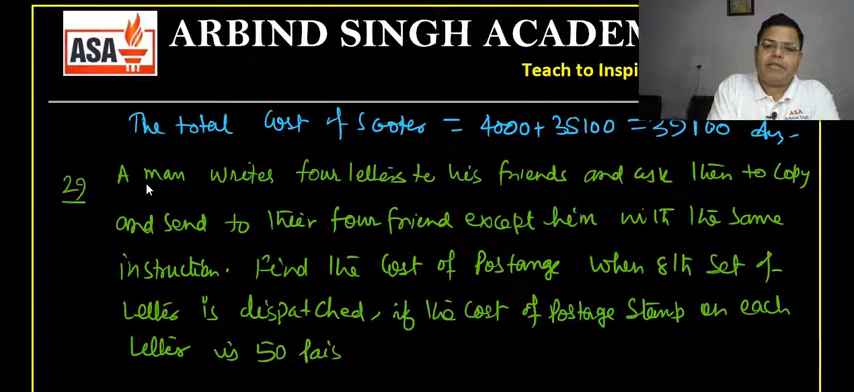 ASA
ARBIND SINGH ACADEM
Teach to Inspi
The total cost of Scooter = 4000 + 35100 = 39100 Ans.
29 A man writes four letters to his friends and ask then to copy
and send to their four friend except him with the same
instruction. Find the cost of Postange when 8th set of
Letter is dispatched, if the cost of Postage Stamp on each
letter is 50 Pais
ASA